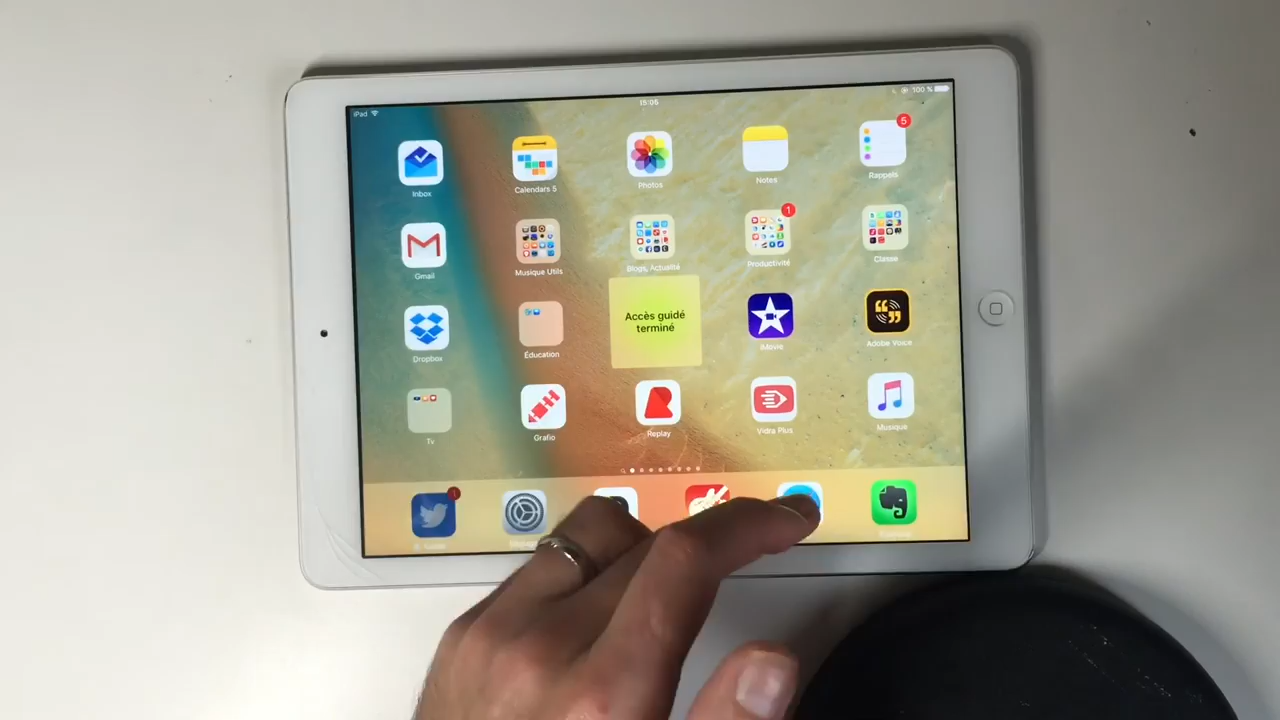 iPad
15:06
100 %
Inbox
Calendars 5
Photos
Notes
Rappels
5
Gmail
Musique Utils
Blogs, Actualité
Productivité
1
Classe
Dropbox
Éducation
Accès guidé
terminé
iMovie
Adobe Voice
Tv
Grafio
Replay
Vidra Plus
Musique
1